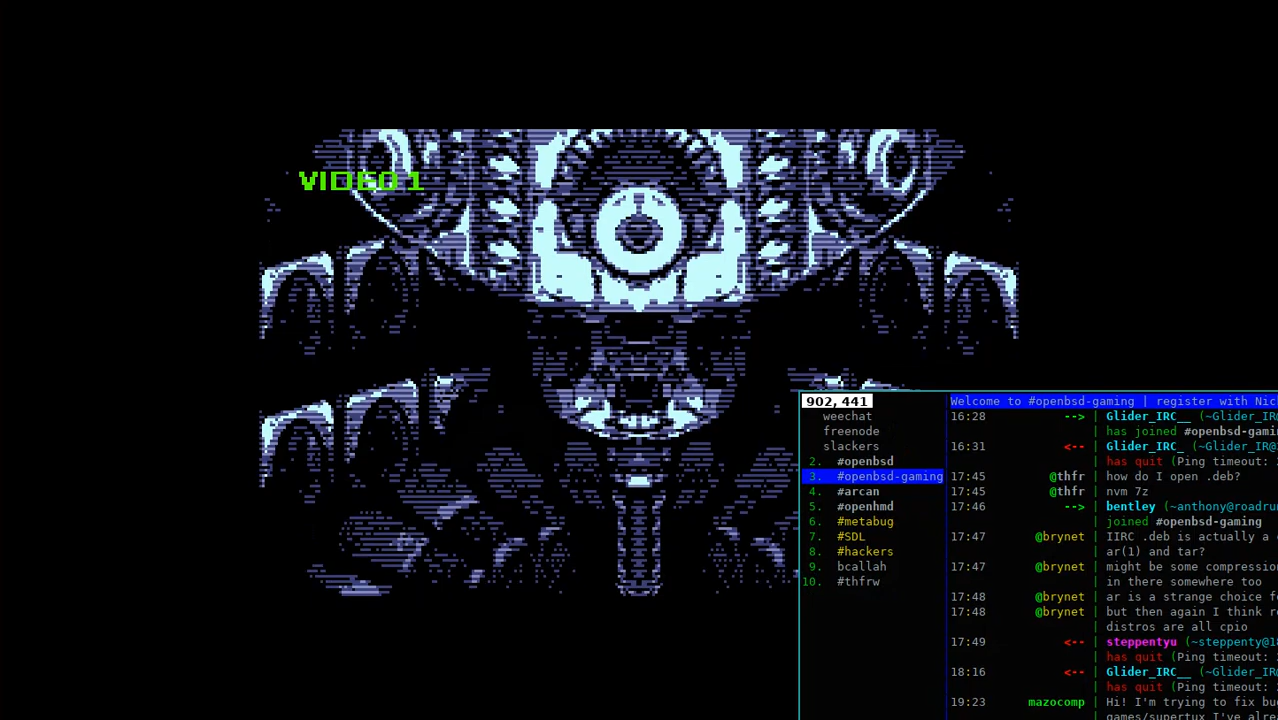 VIDEO 1
902, 441
weechat
freenode
slackers
2. #openbsd
3. #openbsd-gaming
4. #arcan
5. #openhmd
6. #metabug
7. #SDL
8. #hackers
9. bcallah
10. #thfrw
Welcome to #openbsd-gaming | register with Nic
16:28 --> | Glider_IRC__ (~Glider_IR
| has joined #openbsd-gami
16:31 <-- | Glider_IRC_ (~Glider_IR@
| has quit (Ping timeout:
17:45 @thfr | how do I open .deb?
17:45 @thfr | nvm 7z
17:46 --> | bentley (~anthony@roadru
| joined #openbsd-gaming
17:47 @brynet | IIRC .deb is actually a
| ar(1) and tar
17:47 @brynet | might be some compressio
| in there somewhere too
17:48 @brynet | ar is a strange choice f
17:48 @brynet | but then again I think r
| distros are all cpio
17:49 <-- | steppentyu (~steppenty@1
| has quit (Ping timeout:
18:16 <-- | Glider_IRC__ (~Glider_IR
| has quit (Ping timeout:
19:23 mazocomp | Hi! I'm trying to fix bu
| games/supertux I've alre